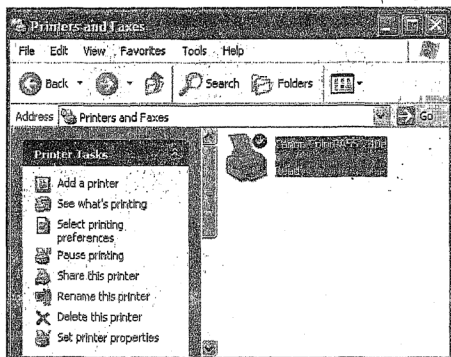 Printers and Faxes
File Edit View Favorites Tools Help
Back Search Folders
Address Printers and Faxes Go
Printer Tasks
Add a printer
See what's printing
Select printing
preferences
Pause printing
Share this printer
Rename this printer
Delete this printer
Set printer properties